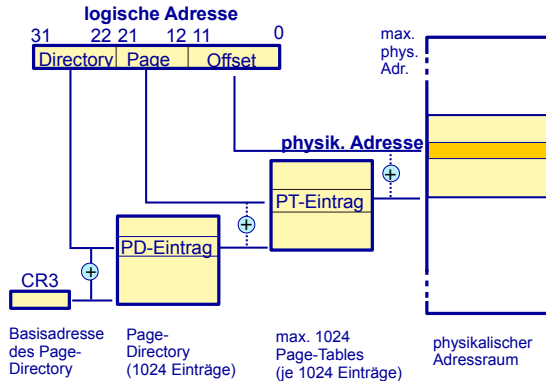 logische Adresse
31 22 21 12 11 0
Directory Page Offset
max.
phys.
Adr.
physik. Adresse
+
PT-Eintrag
+
PD-Eintrag
+
CR3
Basisadresse
des Page-
Directory
Page-
Directory
(1024 Einträge)
max. 1024
Page-Tables
(je 1024 Einträge)
physikalischer
Adressraum